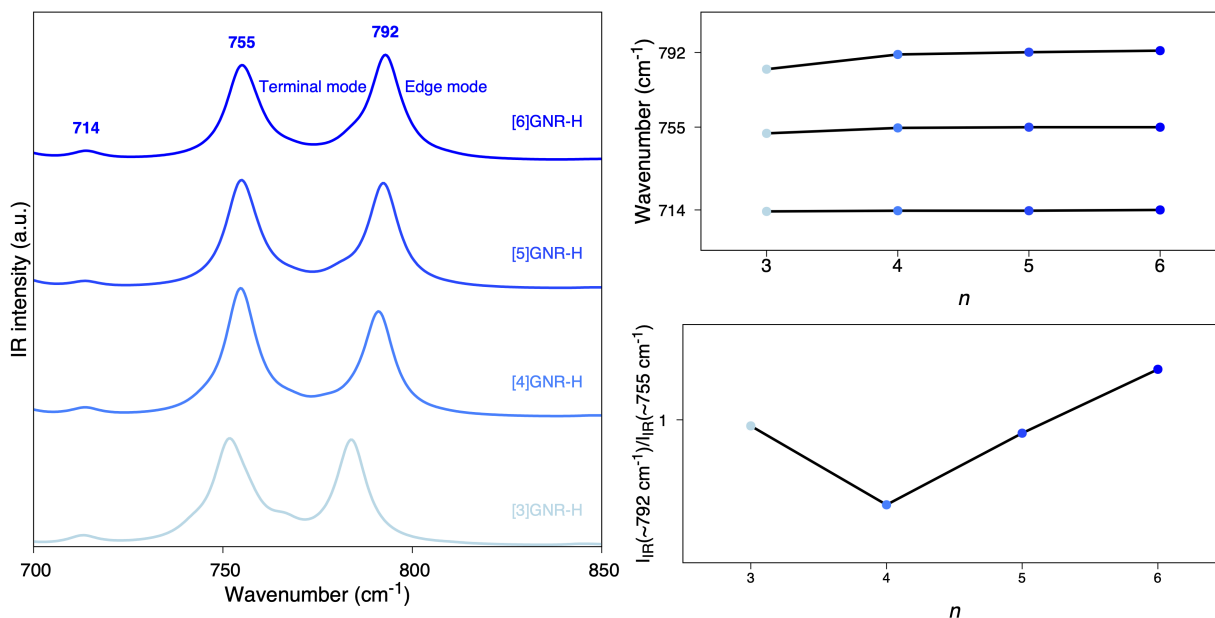 792
755
Terminal mode
Edge mode
714
[6]GNR-H
[5]GNR-H
[4]GNR-H
[3]GNR-H
IR intensity (a.u.)
700
750
800
850
Wavenumber (cm⁻¹)
792
755
714
Wavenumber (cm⁻¹)
3
4
5
6
n
I_IR(~792 cm⁻¹)/I_IR(~755 cm⁻¹)
1
3
4
5
6
n